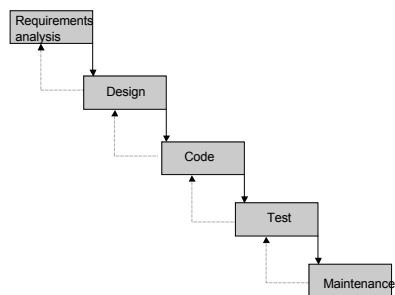 Requirements
analysis
Design
Code
Test
Maintenance